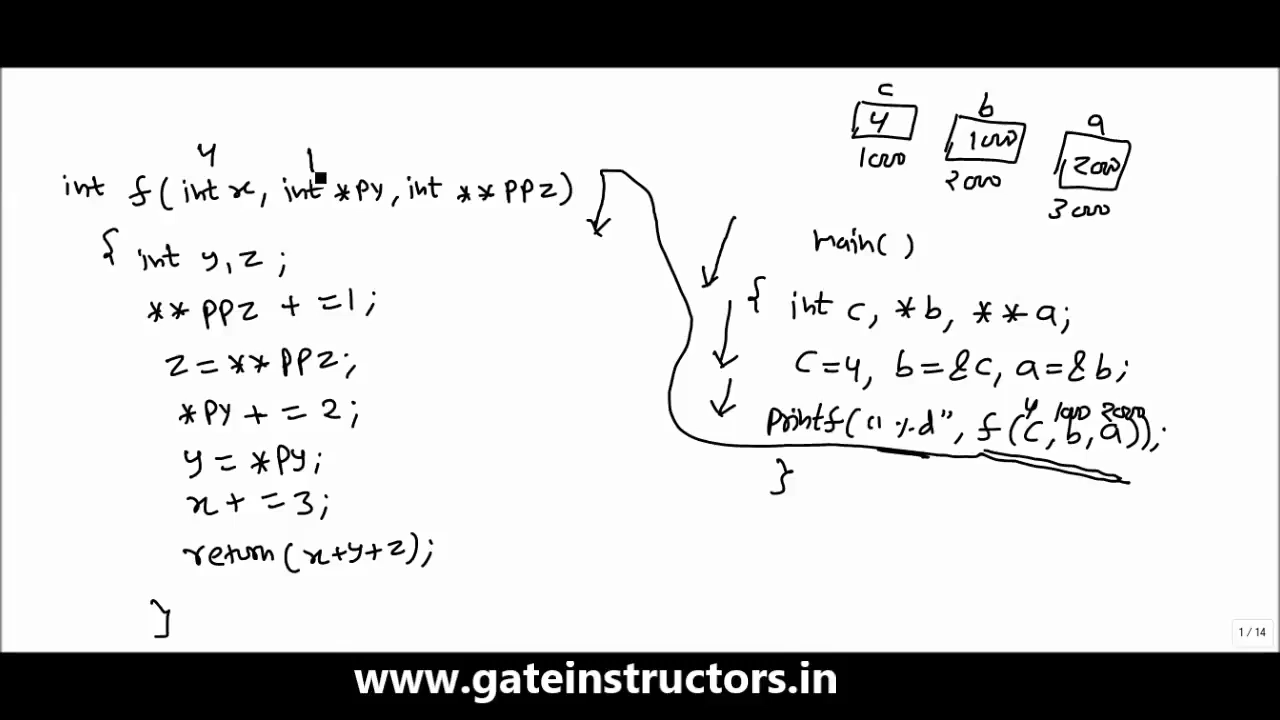 c
b
a
4
1000
2000
1000
2000
3000
4
1
int f(int x, int *py, int **ppz)
{ int y, z;
**ppz + =1;
z=**ppz;
*py + = 2;
y = *py;
x + =3;
return(x+y+z);
}
main( )
{ int c, *b, **a;
C=4, b=&c, a=&b;
4 1000 2000
printf("%d", f(c,b,a));
}
1 / 14
www.gateinstructors.in